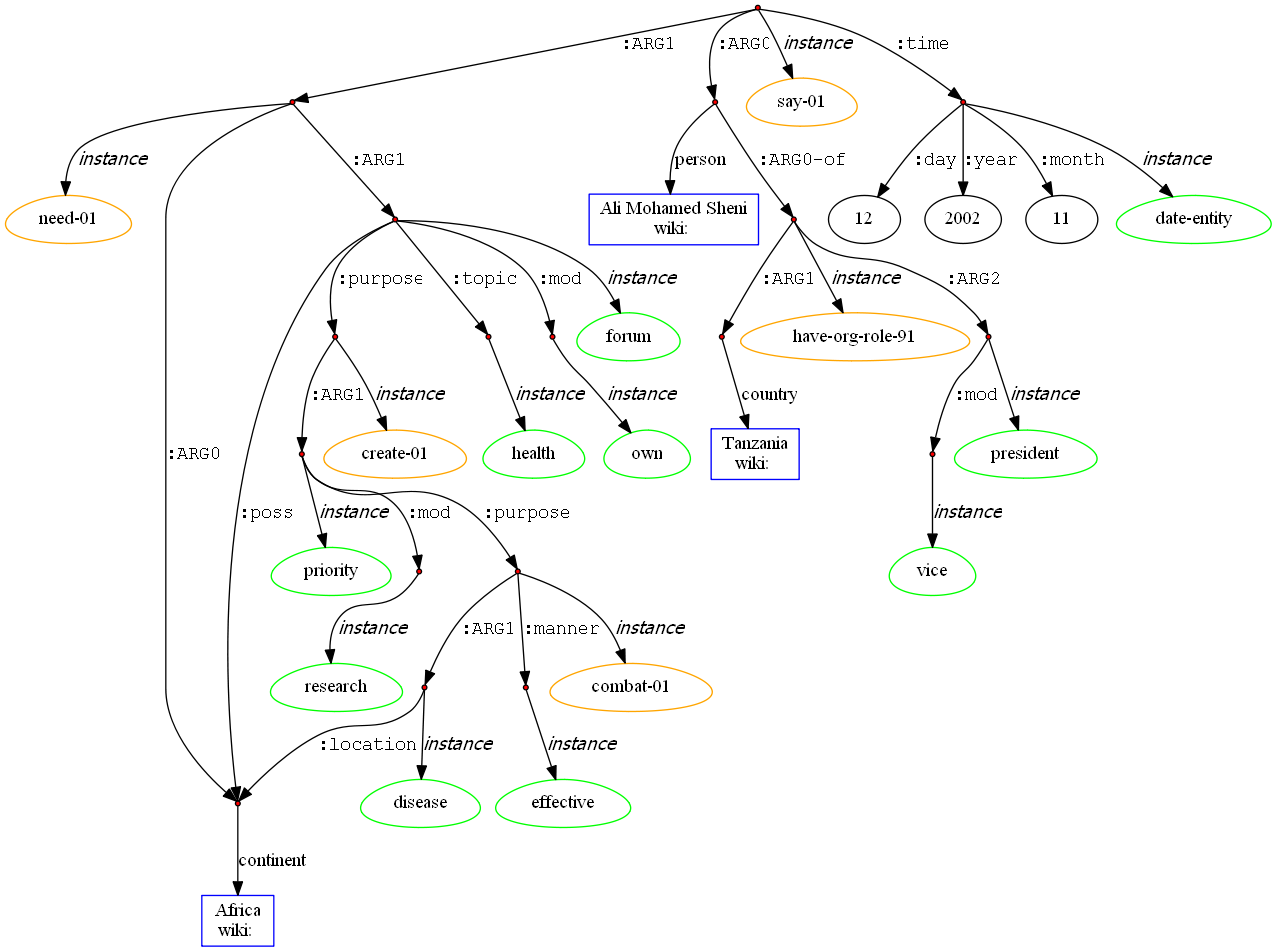 :ARG1
:ARG0
instance
:time
say-01
instance
:ARG1
person
:ARG0-of
:day
:year
:month
instance
need-01
Ali Mohamed Sheni
wiki:
12
2002
11
date-entity
:purpose
:topic
:mod
instance
:ARG1
instance
:ARG2
forum
have-org-role-91
:ARG1
instance
instance
instance
country
:mod
instance
:ARG0
create-01
health
own
Tanzania
wiki:
president
:poss
instance
:mod
:purpose
instance
priority
vice
instance
:ARG1
:manner
instance
research
combat-01
:location
instance
instance
disease
effective
continent
Africa
wiki: